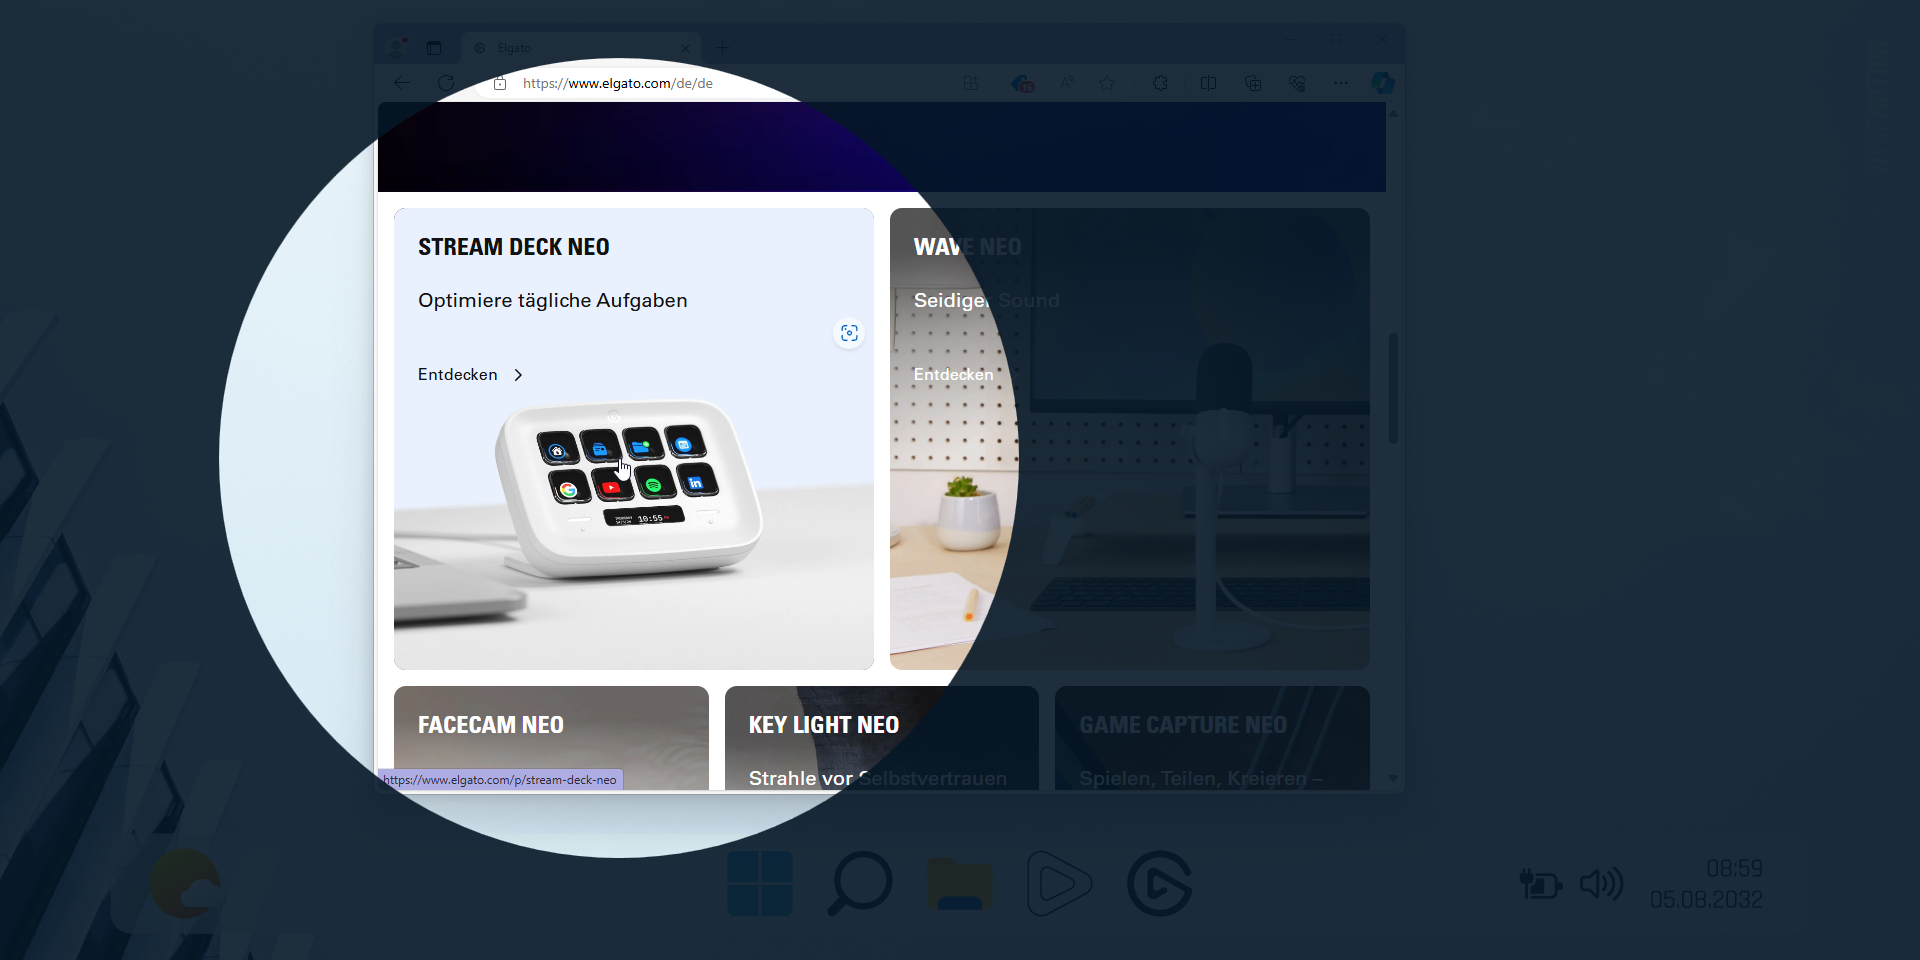 Elgato
https://www.elgato.com/de/de
STREAM DECK NEO
Optimiere tägliche Aufgaben
Entdecken
WAVE NEO
Seidiger Sound
Entdecken
10:55
FACECAM NEO
KEY LIGHT NEO
Strahle vor Selbstvertrauen
GAME CAPTURE NEO
Spielen, Teilen, Kreieren –
https://www.elgato.com/p/stream-deck-neo
08:59
05.08.2032